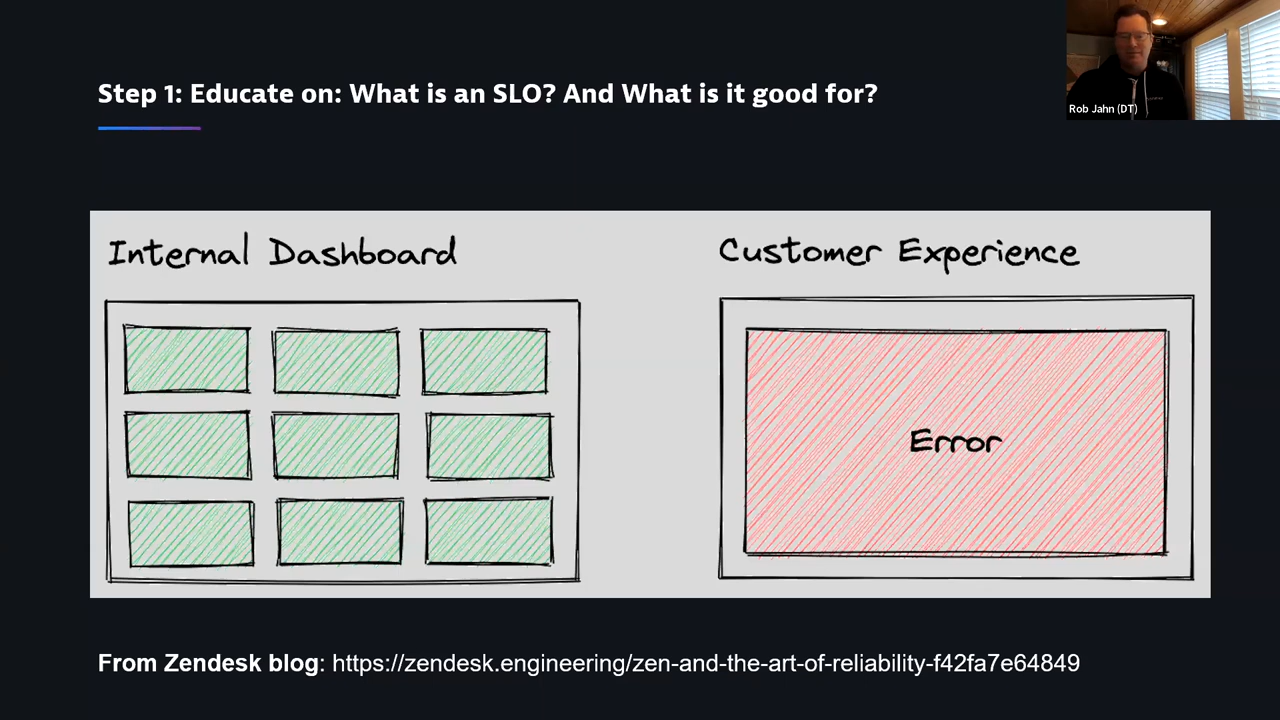 Step 1: Educate on: What is an SLO? And What is it good for?
Rob Jahn (DT)
Internal Dashboard
Customer Experience
Error
From Zendesk blog: https://zendesk.engineering/zen-and-the-art-of-reliability-f42fa7e64849